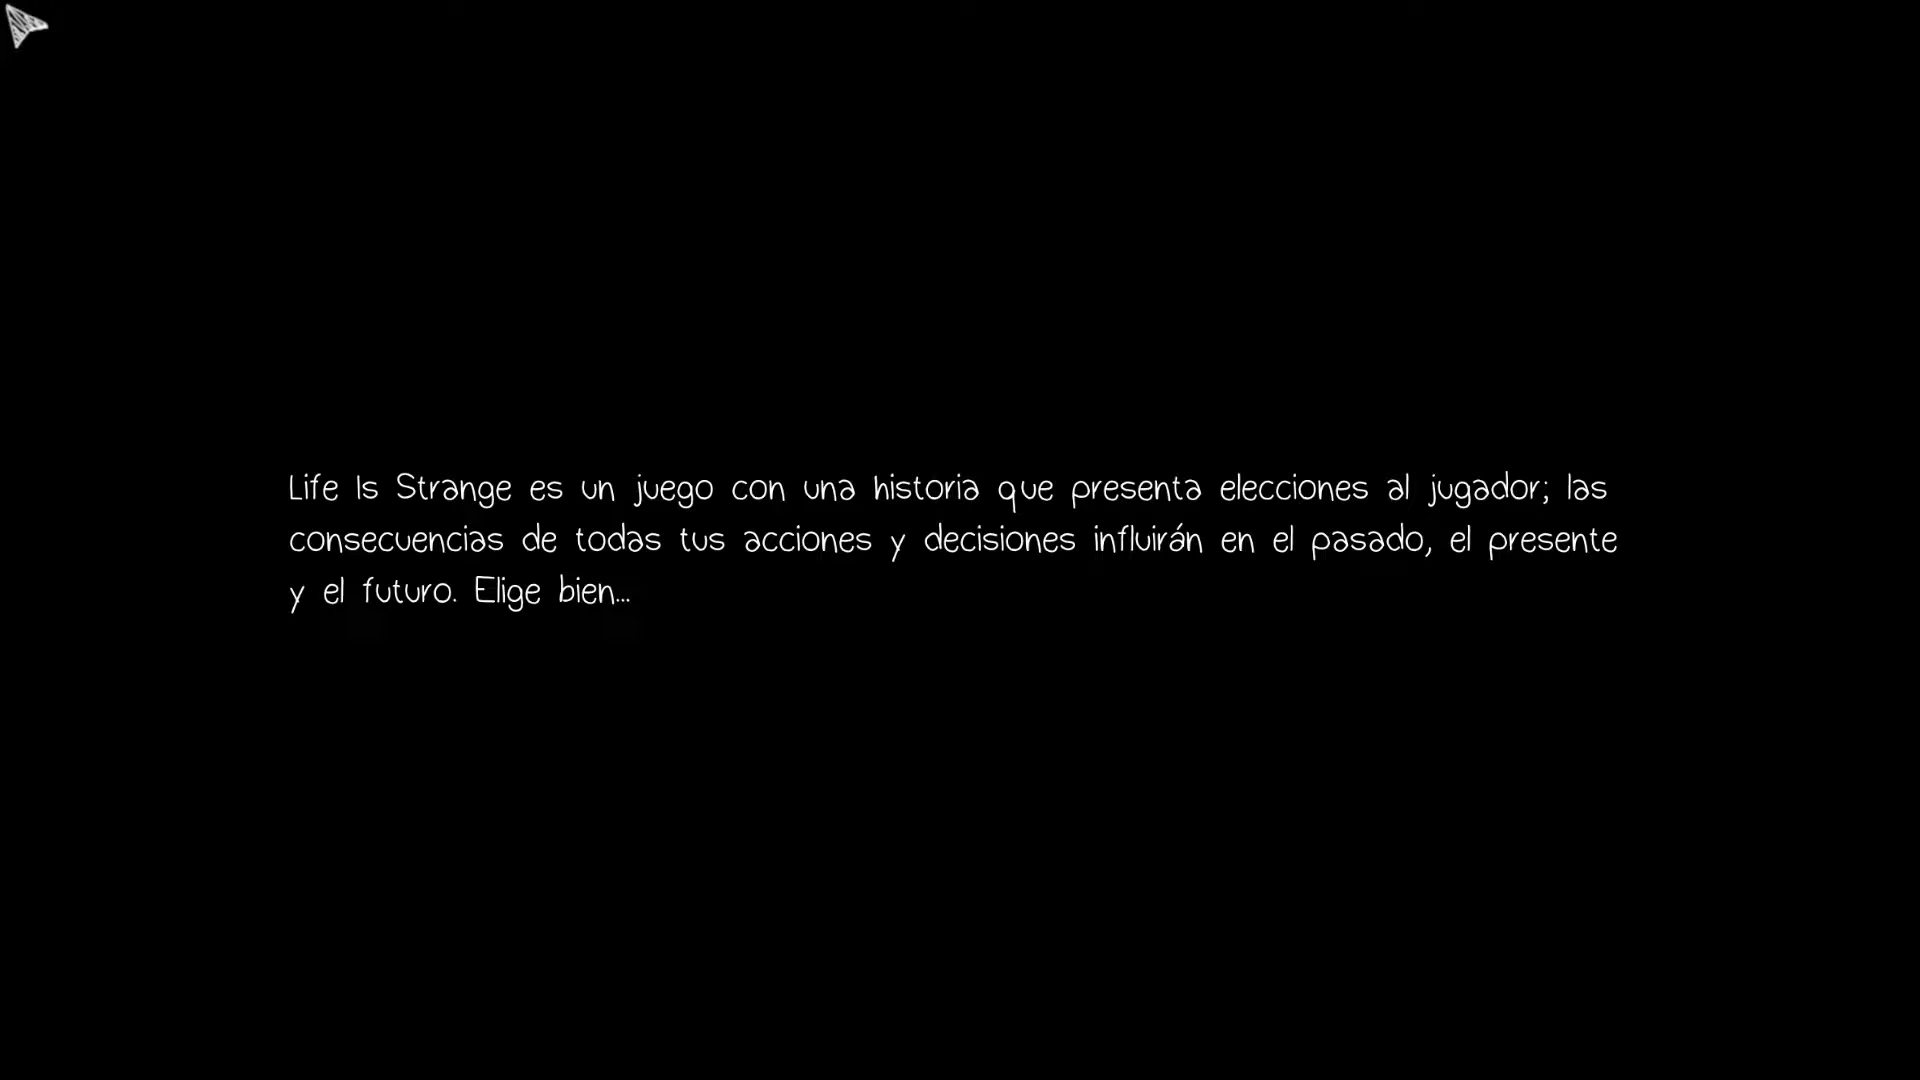 Life Is Strange es un juego con una historia que presenta elecciones al jugador; las
consecuencias de todas tus acciones y decisiones influirán en el pasado, el presente
y el futuro. Elige bien...